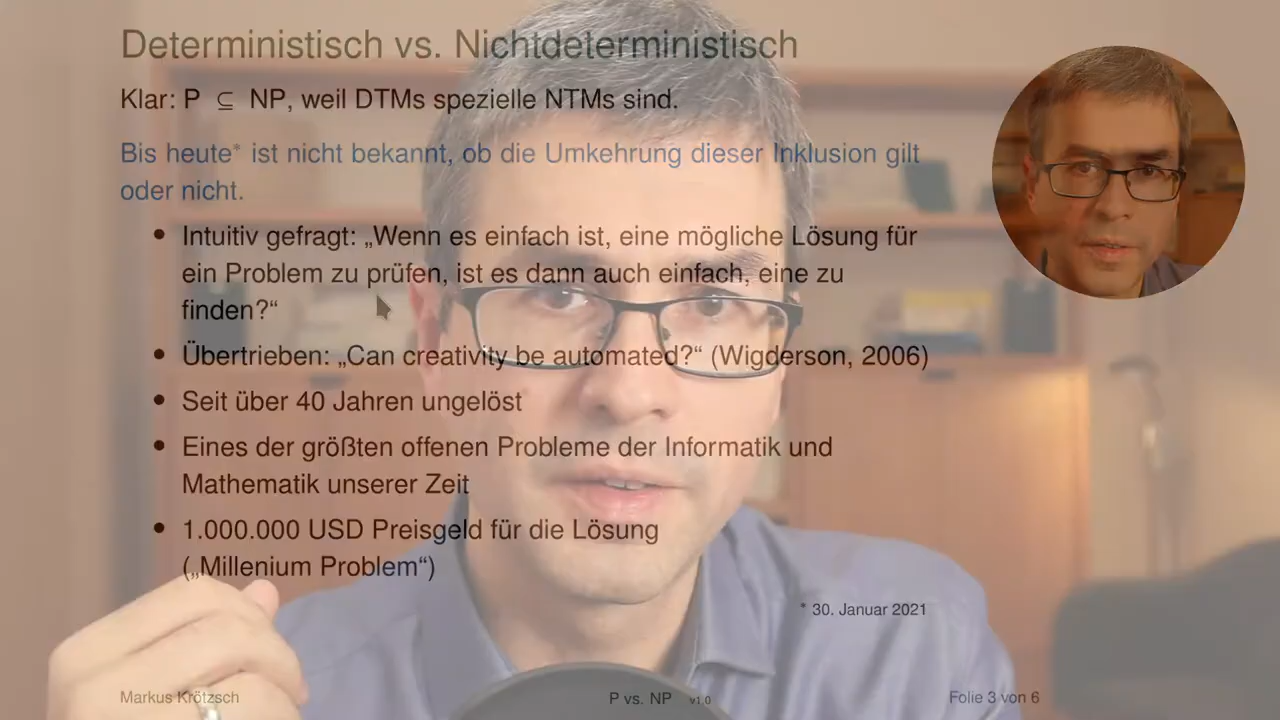 Deterministisch vs. Nichtdeterministisch
Klar: P ⊆ NP, weil DTMs spezielle NTMs sind.
Bis heute* ist nicht bekannt, ob die Umkehrung dieser Inklusion gilt
oder nicht.
• Intuitiv gefragt: „Wenn es einfach ist, eine mögliche Lösung für
ein Problem zu prüfen, ist es dann auch einfach, eine zu
finden?“
• Übertrieben: „Can creativity be automated?“ (Wigderson, 2006)
• Seit über 40 Jahren ungelöst
• Eines der größten offenen Probleme der Informatik und
Mathematik unserer Zeit
• 1.000.000 USD Preisgeld für die Lösung
(„Millenium Problem“)
* 30. Januar 2021
Markus Krötzsch P vs. NP v1.0 Folie 3 von 6